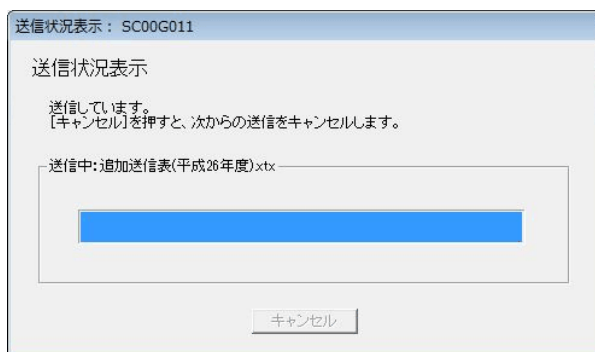 送信状況表示： SC00G011
送信状況表示
送信しています。
[キャンセル]を押すと、次からの送信をキャンセルします。
送信中:追加送信表(平成26年度).xtx
キャンセル